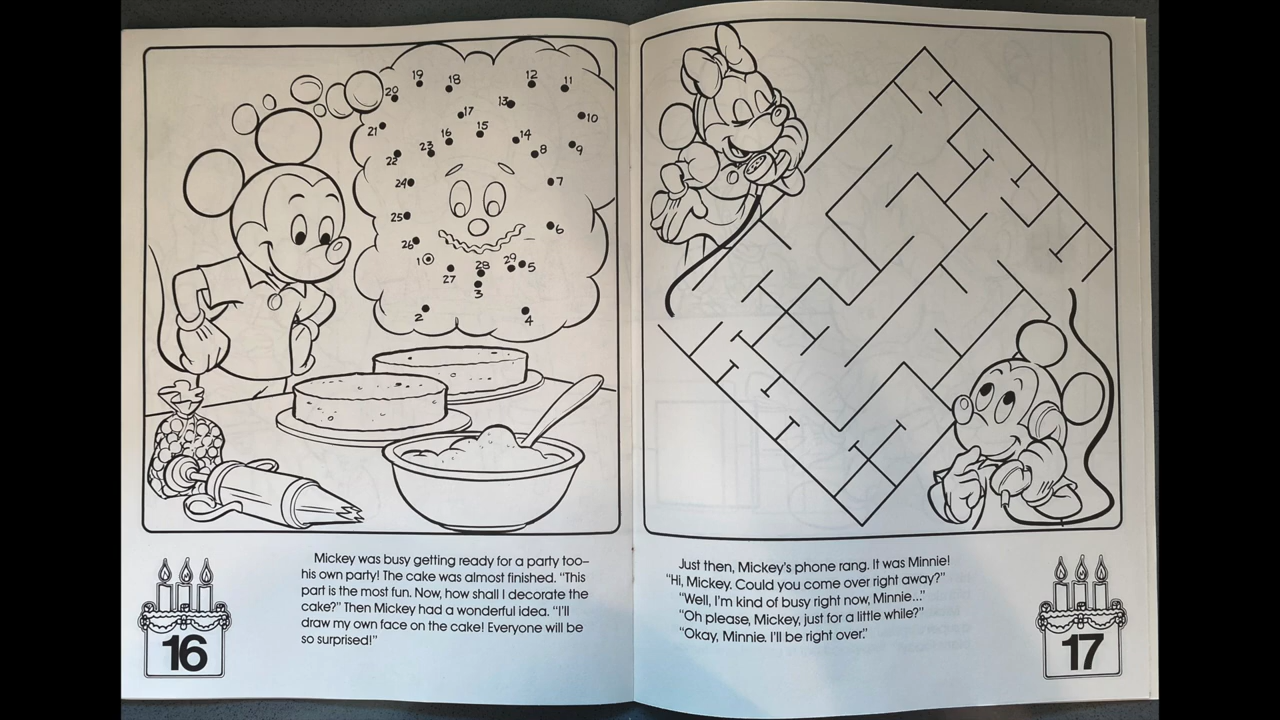 19 18 12 11
20 13 10
17
21 16 15 14
22 23 8 9
24 7
25 6
26
1 28 29 5
27 3
2 4
Mickey was busy getting ready for a party too–
his own party! The cake was almost finished. "This
part is the most fun. Now, how shall I decorate the
cake?" Then Mickey had a wonderful idea. "I'll
draw my own face on the cake! Everyone will be
so surprised!"
16
Just then, Mickey's phone rang. It was Minnie!
"Hi, Mickey. Could you come over right away?"
"Well, I'm kind of busy right now, Minnie..."
"Oh please, Mickey, just for a little while?"
"Okay, Minnie. I'll be right over."
17